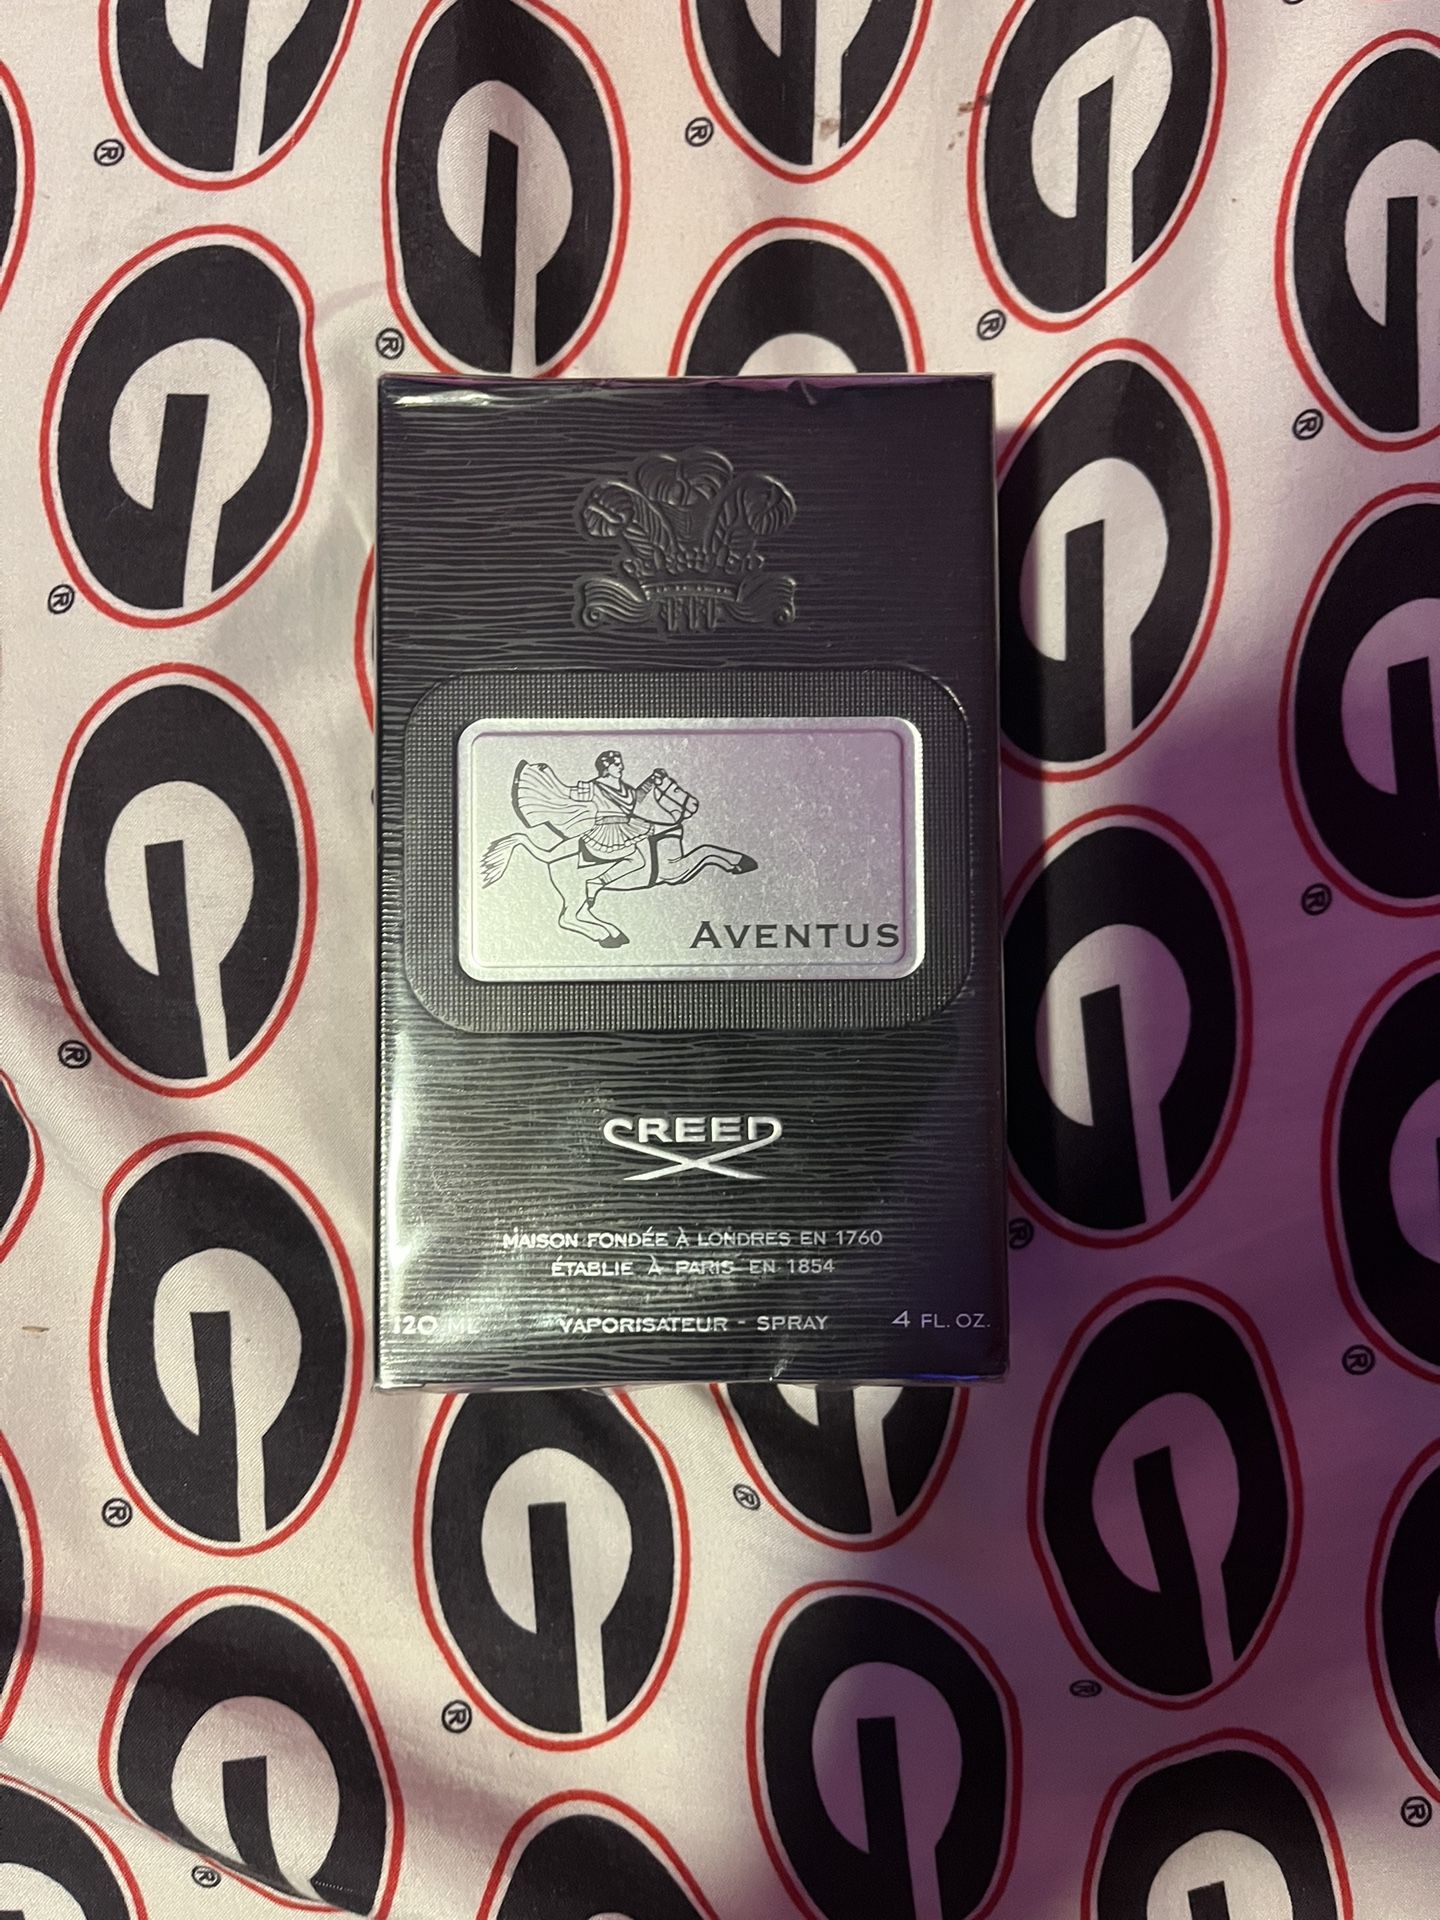 AVENTUS
CREED
MAISON FONDÉE À LONDRES EN 1760
ÉTABLIE À PARIS EN 1854
120 ML VAPORISATEUR - SPRAY 4 FL. OZ.